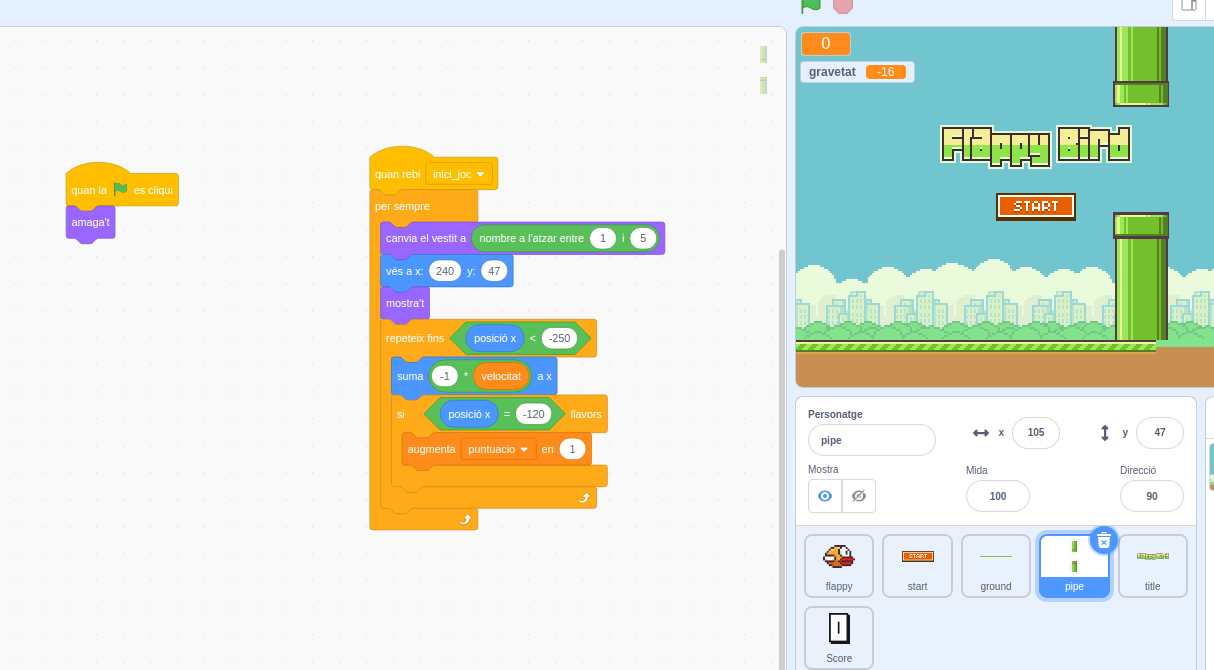 0
gravetat -16
Flappy Bird
START
quan la es cliqui
amaga't
quan rebi inici_joc
per sempre
canvia el vestit a nombre a l'atzar entre 1 i 5
vés a x: 240 y: 47
mostra't
repeteix fins posició x < -250
suma -1 * velocitat a x
si posició x = -120 llavors
augmenta puntuacio en 1
Personatge
pipe
x 105
y 47
Mostra
Mida
100
Direcció
90
START
flappy
start
ground
pipe
title
Score